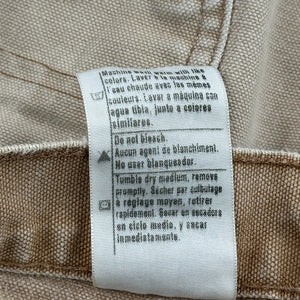 Machine wash warm with like
colors. Laver à la machine à
l'eau chaude avec les mêmes
couleurs. Lavar a máquina con
agua tibia, junto a colores
similares.
Do not bleach.
Aucun agent de blanchiment.
No usar blanqueador.
Tumble dry medium, remove
promptly. Sécher par culbutage
à réglage moyen, retirer
rapidement. Secar en secadora
en ciclo medio, y sacar
inmediatamente.